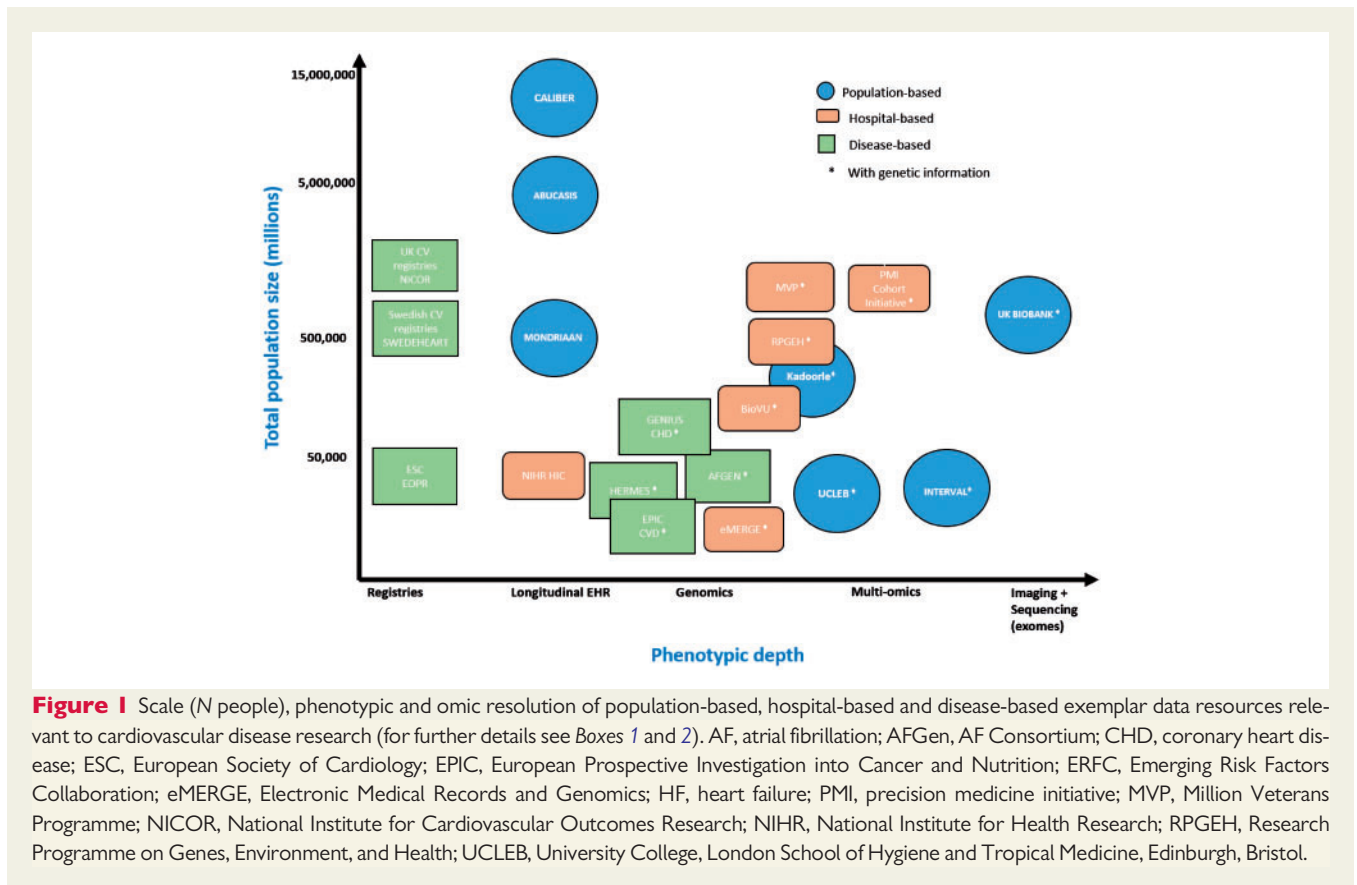 15,000,000
5,000,000
500,000
50,000
Total population size (millions)
CALIBER
ABUCASIS
MONDRIAAN
UK CV
registries
NICOR
Swedish CV
registries
SWEDEHEART
ESC
EOPR
NIHR HIC
GENIUS
CHD *
HERMES *
EPIC
CVD *
AFGEN *
eMERGE *
MVP *
RPGEH *
Kadoorle*
BioVU *
PMI
Cohort
Initiative *
UK BIOBANK *
UCLEB *
INTERVAL*
Population-based
Hospital-based
Disease-based
* With genetic information
Registries
Longitudinal EHR
Genomics
Multi-omics
Imaging +
Sequencing
(exomes)
Phenotypic depth
Figure 1 Scale (N people), phenotypic and omic resolution of population-based, hospital-based and disease-based exemplar data resources rele-
vant to cardiovascular disease research (for further details see Boxes 1 and 2). AF, atrial fibrillation; AFGen, AF Consortium; CHD, coronary heart dis-
ease; ESC, European Society of Cardiology; EPIC, European Prospective Investigation into Cancer and Nutrition; ERFC, Emerging Risk Factors
Collaboration; eMERGE, Electronic Medical Records and Genomics; HF, heart failure; PMI, precision medicine initiative; MVP, Million Veterans
Programme; NICOR, National Institute for Cardiovascular Outcomes Research; NIHR, National Institute for Health Research; RPGEH, Research
Programme on Genes, Environment, and Health; UCLEB, University College, London School of Hygiene and Tropical Medicine, Edinburgh, Bristol.